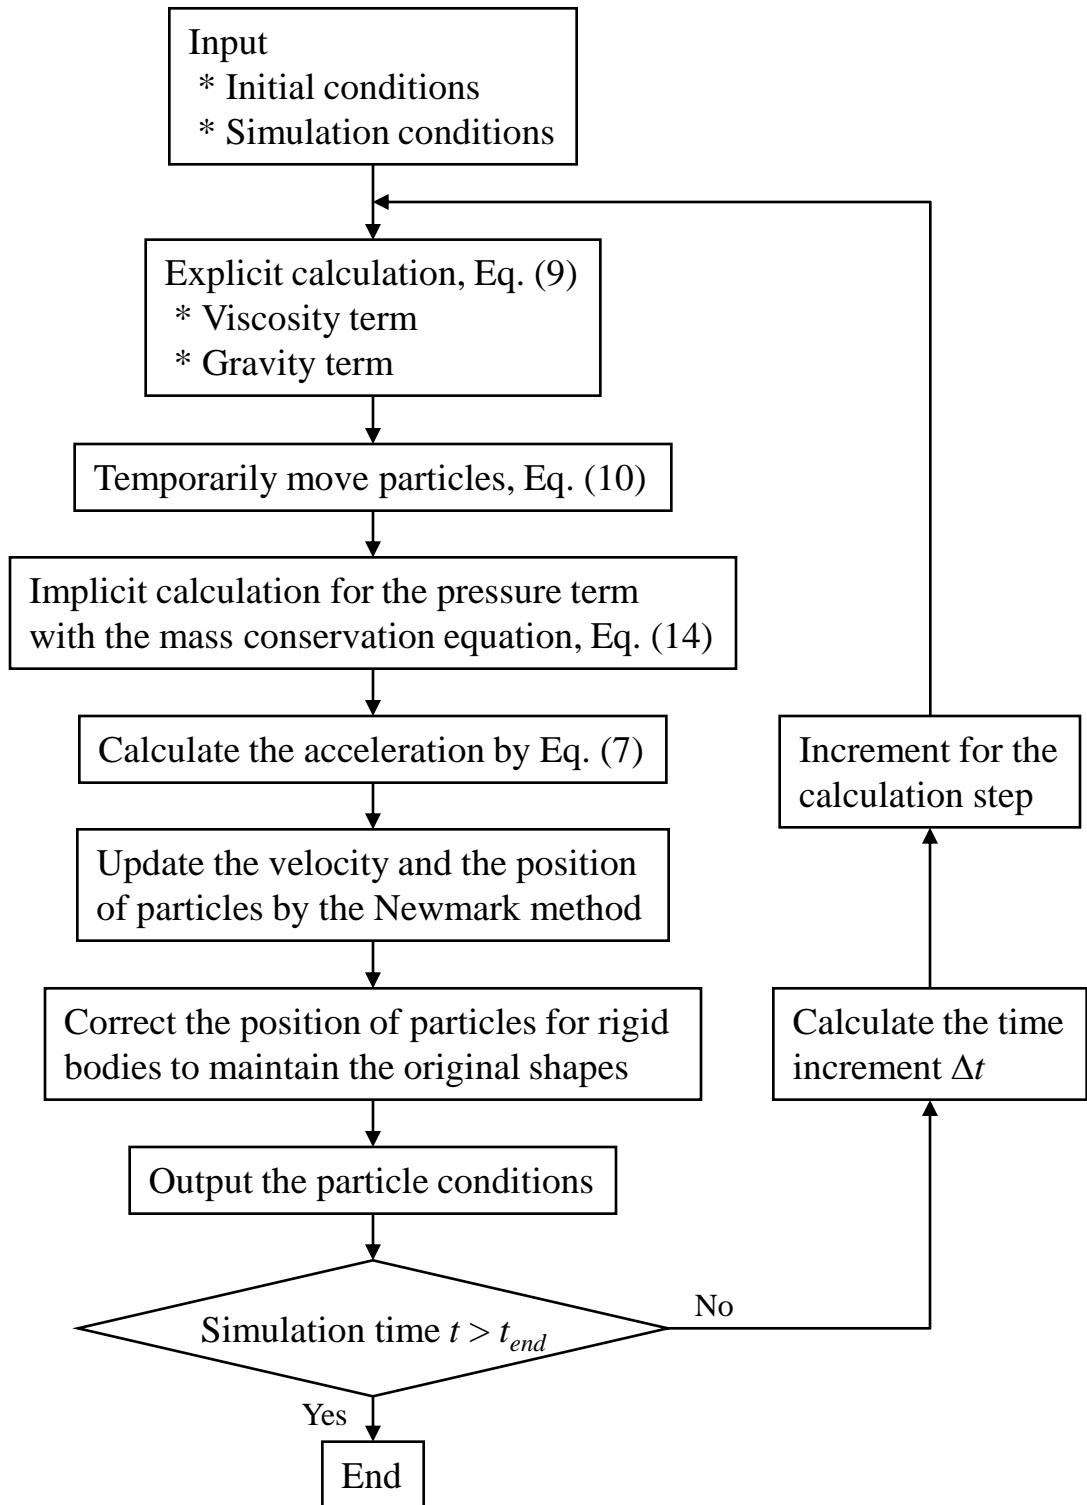 Input
* Initial conditions
* Simulation conditions
Explicit calculation, Eq. (9)
* Viscosity term
* Gravity term
Temporarily move particles, Eq. (10)
Implicit calculation for the pressure term
with the mass conservation equation, Eq. (14)
Calculate the acceleration by Eq. (7)
Update the velocity and the position
of particles by the Newmark method
Correct the position of particles for rigid
bodies to maintain the original shapes
Output the particle conditions
Simulation time t > t_end
No
Yes
End
Calculate the time
increment Δt
Increment for the
calculation step